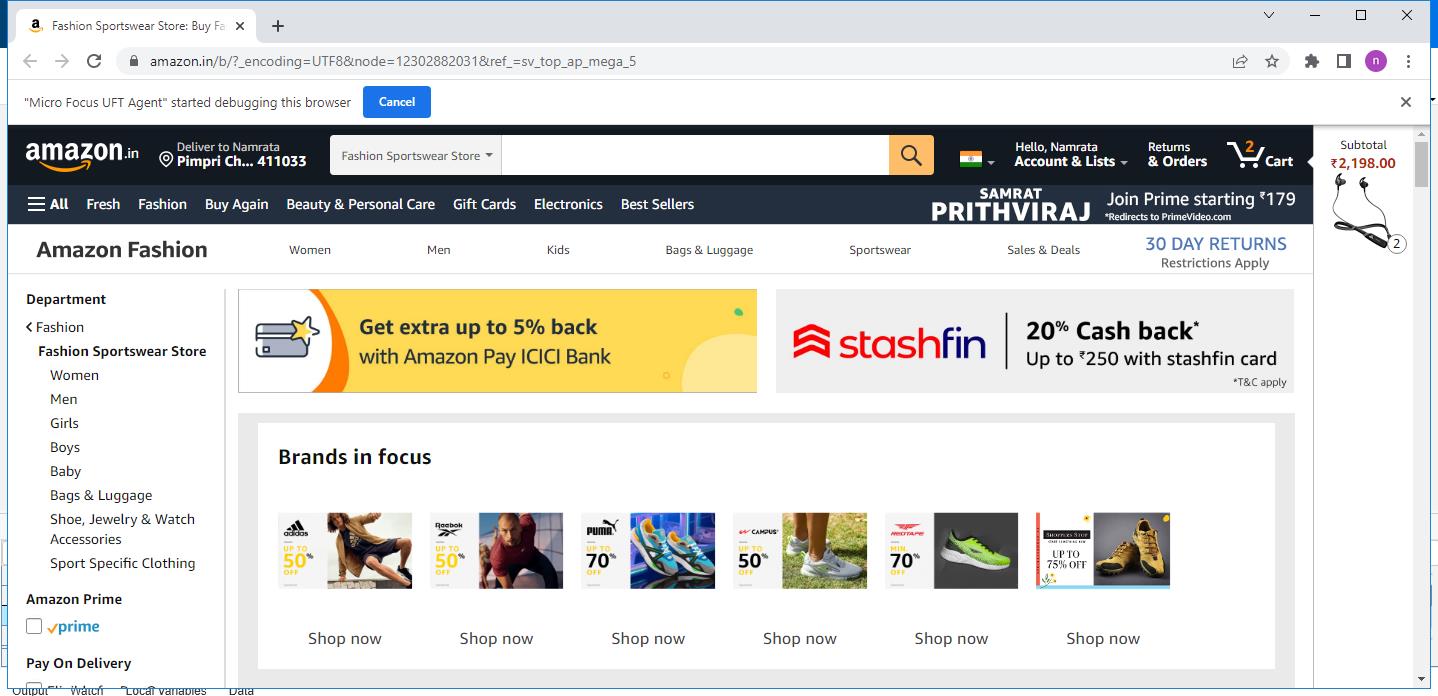 Fashion Sportswear Store: Buy Fa
amazon.in/b/?_encoding=UTF8&node=12302882031&ref_=sv_top_ap_mega_5
n
"Micro Focus UFT Agent" started debugging this browser
Cancel
amazon.in
Deliver to Namrata
Pimpri Ch... 411033
Fashion Sportswear Store
Hello, Namrata
Account & Lists
Returns
& Orders
2
Cart
Subtotal
₹2,198.00
2
All
Fresh
Fashion
Buy Again
Beauty & Personal Care
Gift Cards
Electronics
Best Sellers
SAMRAT
PRITHVIRAJ
Join Prime starting ₹179
*Redirects to PrimeVideo.com
Amazon Fashion
Women
Men
Kids
Bags & Luggage
Sportswear
Sales & Deals
30 DAY RETURNS
Restrictions Apply
Department
Fashion
Fashion Sportswear Store
Women
Men
Girls
Boys
Baby
Bags & Luggage
Shoe, Jewelry & Watch
Accessories
Sport Specific Clothing
Amazon Prime
prime
Pay On Delivery
Get extra up to 5% back
with Amazon Pay ICICI Bank
stashfin
20% Cash back*
Up to ₹250 with stashfin card
*T&C apply
Brands in focus
adidas
UP TO
50%
OFF
Reebok
UP TO
50%
OFF
PUMA
UP TO
70%
OFF
CAMPUS
UP TO
50%
OFF
REDTAPE
MIN.
70%
OFF
SHOPPERS STOP
UP TO
75% OFF
Shop now
Shop now
Shop now
Shop now
Shop now
Shop now
Output
Watch
Local Variables
Data